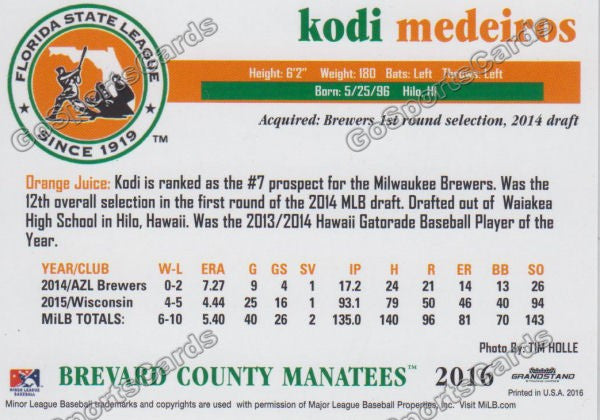 FLORIDA STATE LEAGUE
SINCE 1919
TM
kodi medeiros
Height: 6'2" Weight: 180 Bats: Left Throws: Left
Born: 5/25/96 Hilo, HI
Acquired: Brewers 1st round selection, 2014 draft
Orange Juice: Kodi is ranked as the #7 prospect for the Milwaukee Brewers. Was the
12th overall selection in the first round of the 2014 MLB draft. Drafted out of Waiakea
High School in Hilo, Hawaii. Was the 2013/2014 Hawaii Gatorade Baseball Player of the
Year.
YEAR/CLUB W-L ERA G GS SV IP H R ER BB SO
2014/AZL Brewers 0-2 7.27 9 4 1 17.2 24 21 14 13 26
2015/Wisconsin 4-5 4.44 25 16 1 93.1 79 50 46 40 94
MiLB TOTALS: 6-10 5.40 40 26 2 135.0 140 96 81 70 143
Photo By: TIM HOLLE
BREVARD COUNTY MANATEES™ 2016
GRANDSTAND
Printed in U.S.A. 2016
Minor League Baseball trademarks and copyrights are used with permission of Major League Baseball Properties, Inc. Visit MiLB.com
GoSportsCards
GoSportsCards
GoSportsCards
GoSportsCards
GoSportsCards